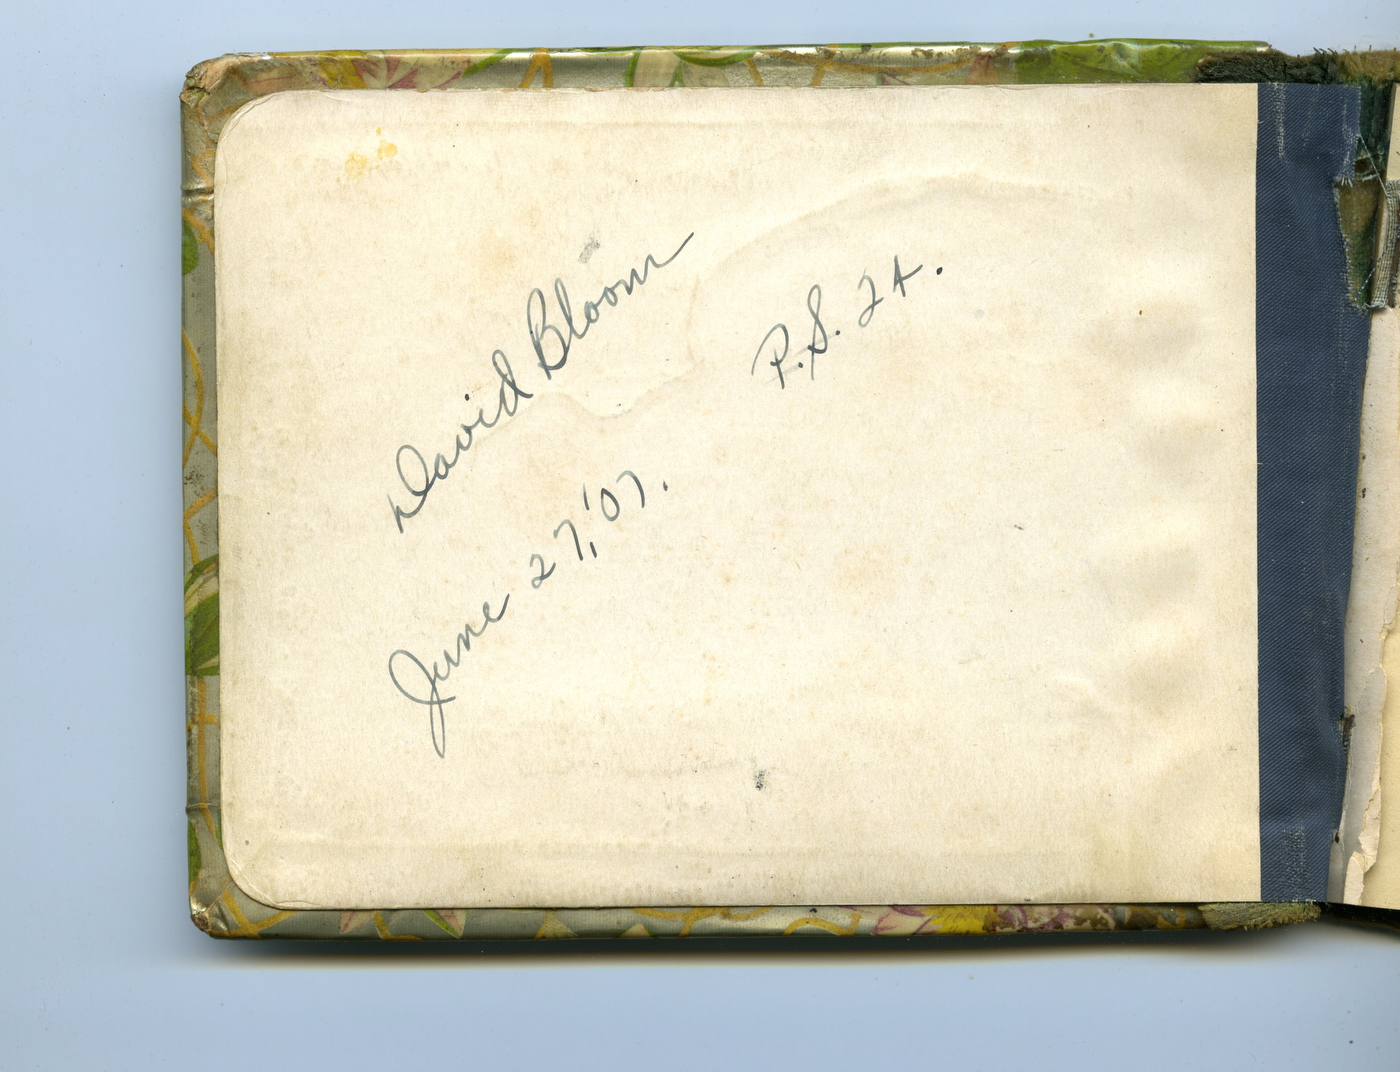 David Bloom
P.S. 24.
June 27, '07.